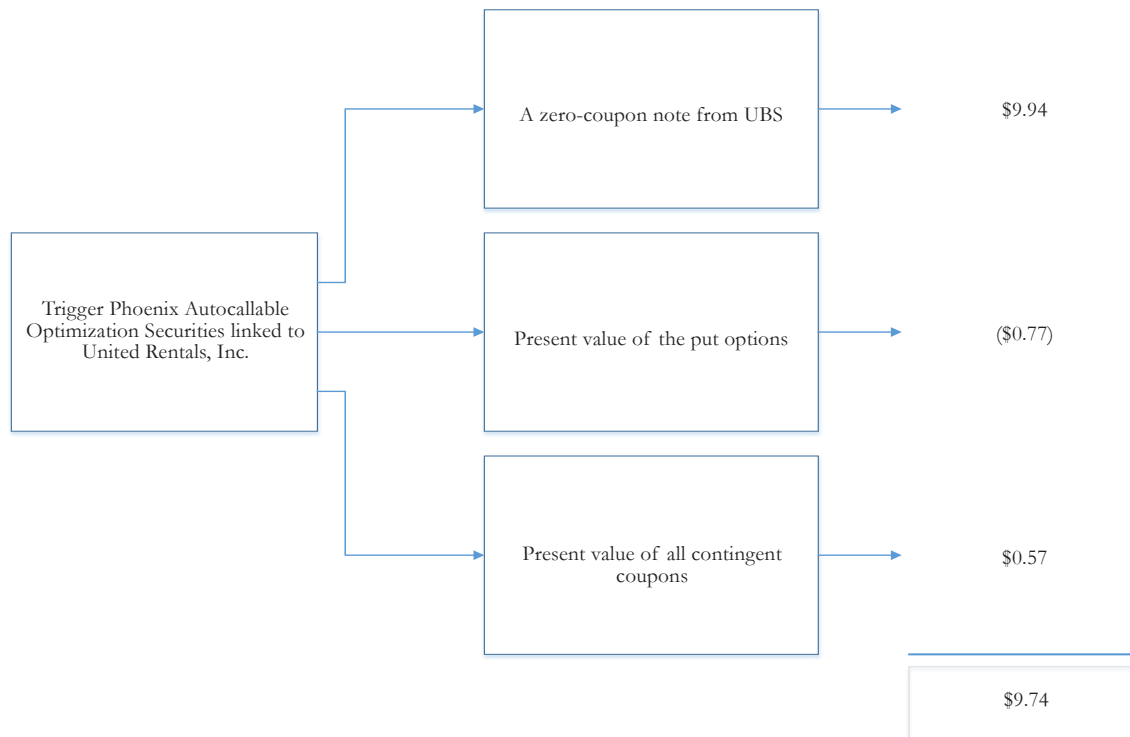 A zero-coupon note from UBS
$9.94
Trigger Phoenix Autocallable
Optimization Securities linked to
United Rentals, Inc.
Present value of the put options
($0.77)
Present value of all contingent
coupons
$0.57
$9.74